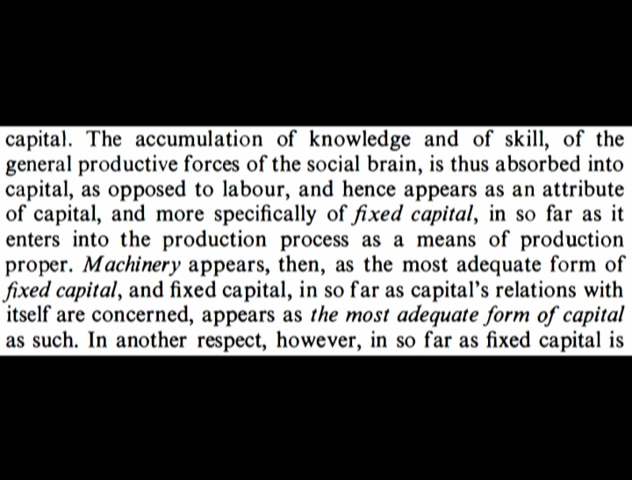 capital. The accumulation of knowledge and of skill, of the
general productive forces of the social brain, is thus absorbed into
capital, as opposed to labour, and hence appears as an attribute
of capital, and more specifically of fixed capital, in so far as it
enters into the production process as a means of production
proper. Machinery appears, then, as the most adequate form of
fixed capital, and fixed capital, in so far as capital's relations with
itself are concerned, appears as the most adequate form of capital
as such. In another respect, however, in so far as fixed capital is